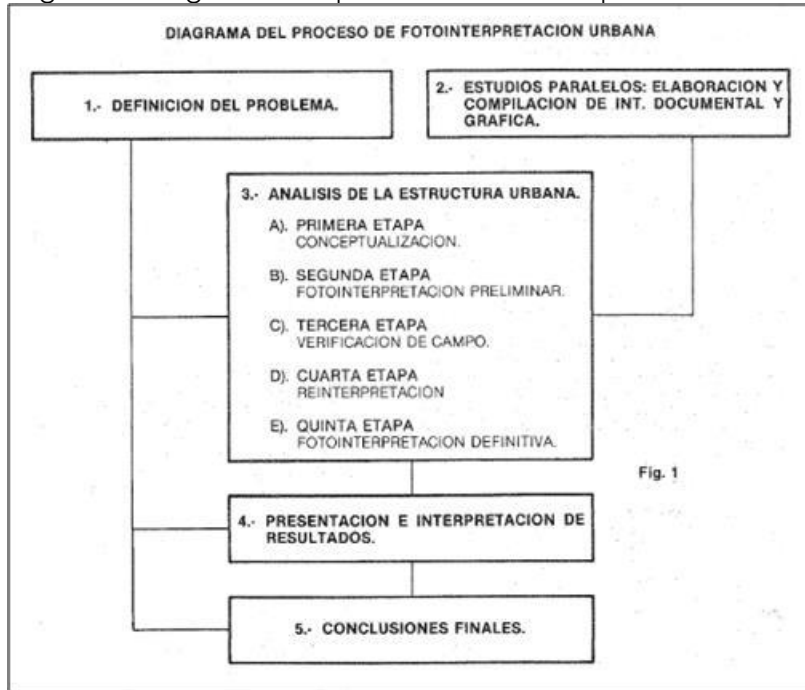 DIAGRAMA DEL PROCESO DE FOTOINTERPRETACION URBANA
1.- DEFINICION DEL PROBLEMA.
2.- ESTUDIOS PARALELOS: ELABORACION Y
COMPILACION DE INT. DOCUMENTAL Y
GRAFICA.
3.- ANALISIS DE LA ESTRUCTURA URBANA.
A). PRIMERA ETAPA
CONCEPTUALIZACION.
B). SEGUNDA ETAPA
FOTOINTERPRETACION PRELIMINAR.
C). TERCERA ETAPA
VERIFICACION DE CAMPO.
D). CUARTA ETAPA
REINTERPRETACION
E). QUINTA ETAPA
FOTOINTERPRETACION DEFINITIVA.
Fig. 1
4.- PRESENTACION E INTERPRETACION DE
RESULTADOS.
5.- CONCLUSIONES FINALES.